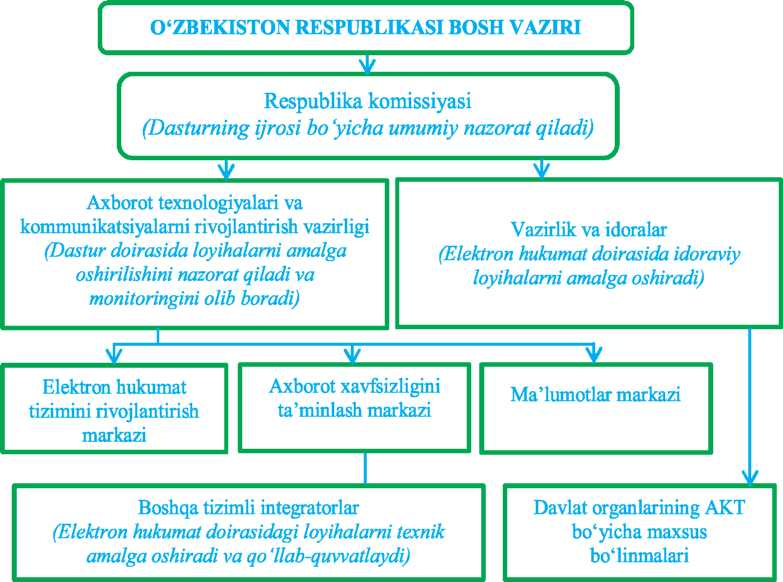 O‘ZBEKISTON RESPUBLIKASI BOSH VAZIRI
Respublika komissiyasi
(Dasturning ijrosi bo‘yicha umumiy nazorat qiladi)
Axborot texnologiyalari va
kommunikatsiyalarni rivojlantirish vazirligi
(Dastur doirasida loyihalarni amalga
oshirilishini nazorat qiladi va
monitoringini olib boradi)
Vazirlik va idoralar
(Elektron hukumat doirasida idoraviy
loyihalarni amalga oshiradi)
Elektron hukumat
tizimini rivojlantirish
markazi
Axborot xavfsizligini
ta’minlash markazi
Ma’lumotlar markazi
Boshqa tizimli integratorlar
(Elektron hukumat doirasidagi loyihalarni texnik
amalga oshiradi va qo‘llab-quvvatlaydi)
Davlat organlarining AKT
bo‘yicha maxsus
bo‘linmalari